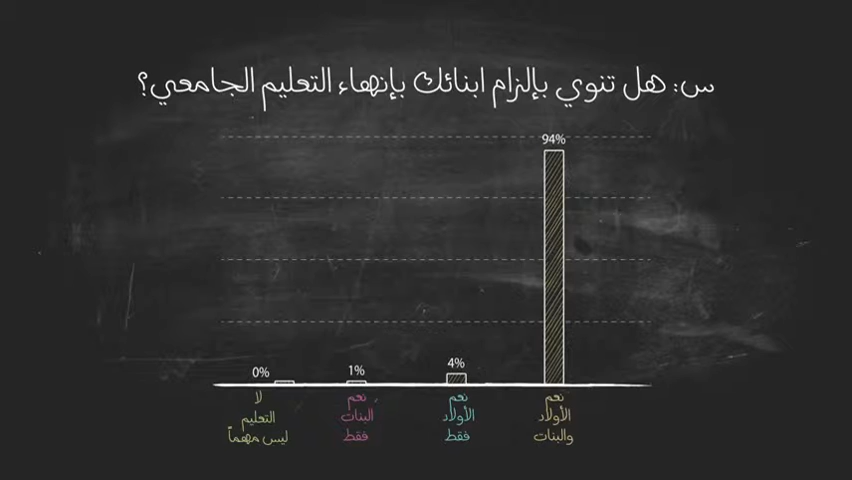 س: هل تنوي بإلزام ابنائك بإنهاء التعليم الجامعي؟
94%
4%
1%
0%
نعم
الأولاد
والبنات
نعم
الأولاد
فقط
نعم
البنات
فقط
لا
التعليم
ليس مهماً